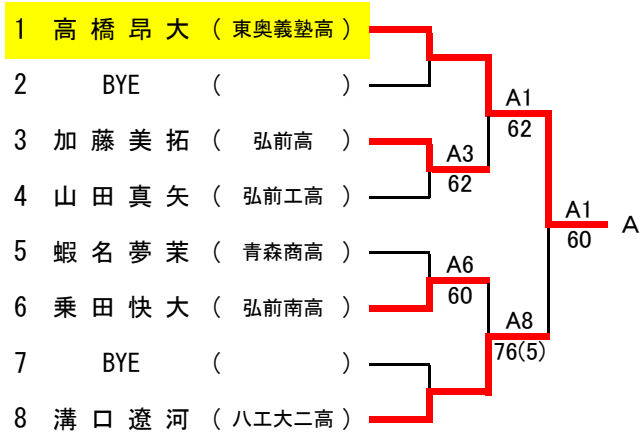 1 高橋昂大 (東奥義塾高)
2 BYE ( )
A1
62
3 加藤美拓 (弘前高)
A3
62
4 山田真矢 (弘前工高)
A1
60
A
5 蝦名夢茉 (青森商高)
A6
60
6 乗田快大 (弘前南高)
A8
76(5)
7 BYE ( )
8 溝口遼河 (八工大二高)